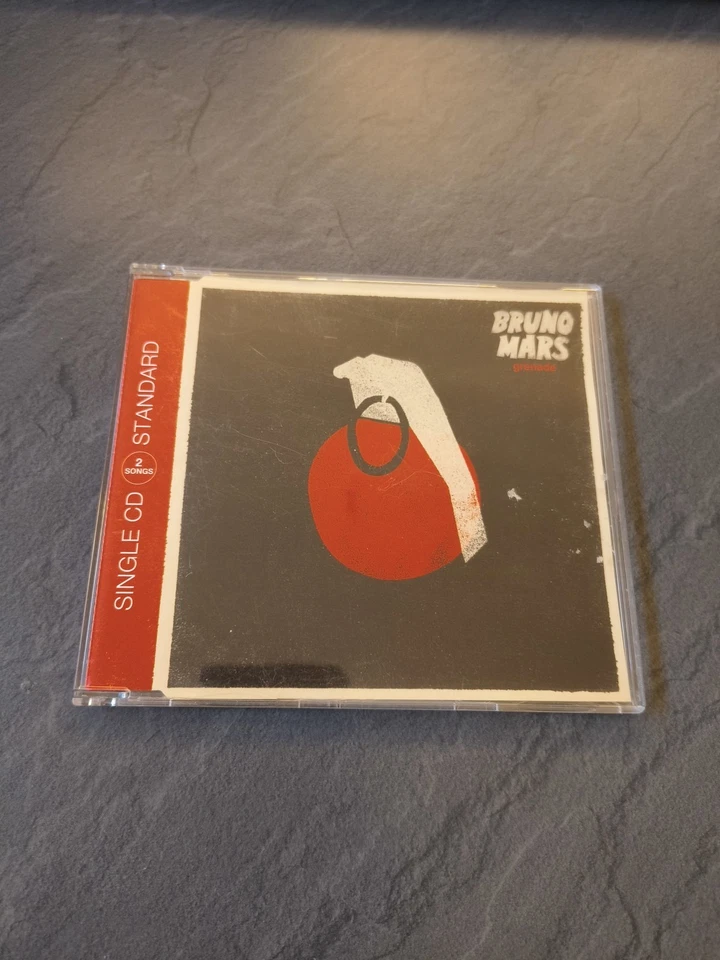 SINGLE CD 2 SONGS STANDARD
BRUNO
MARS
grenade